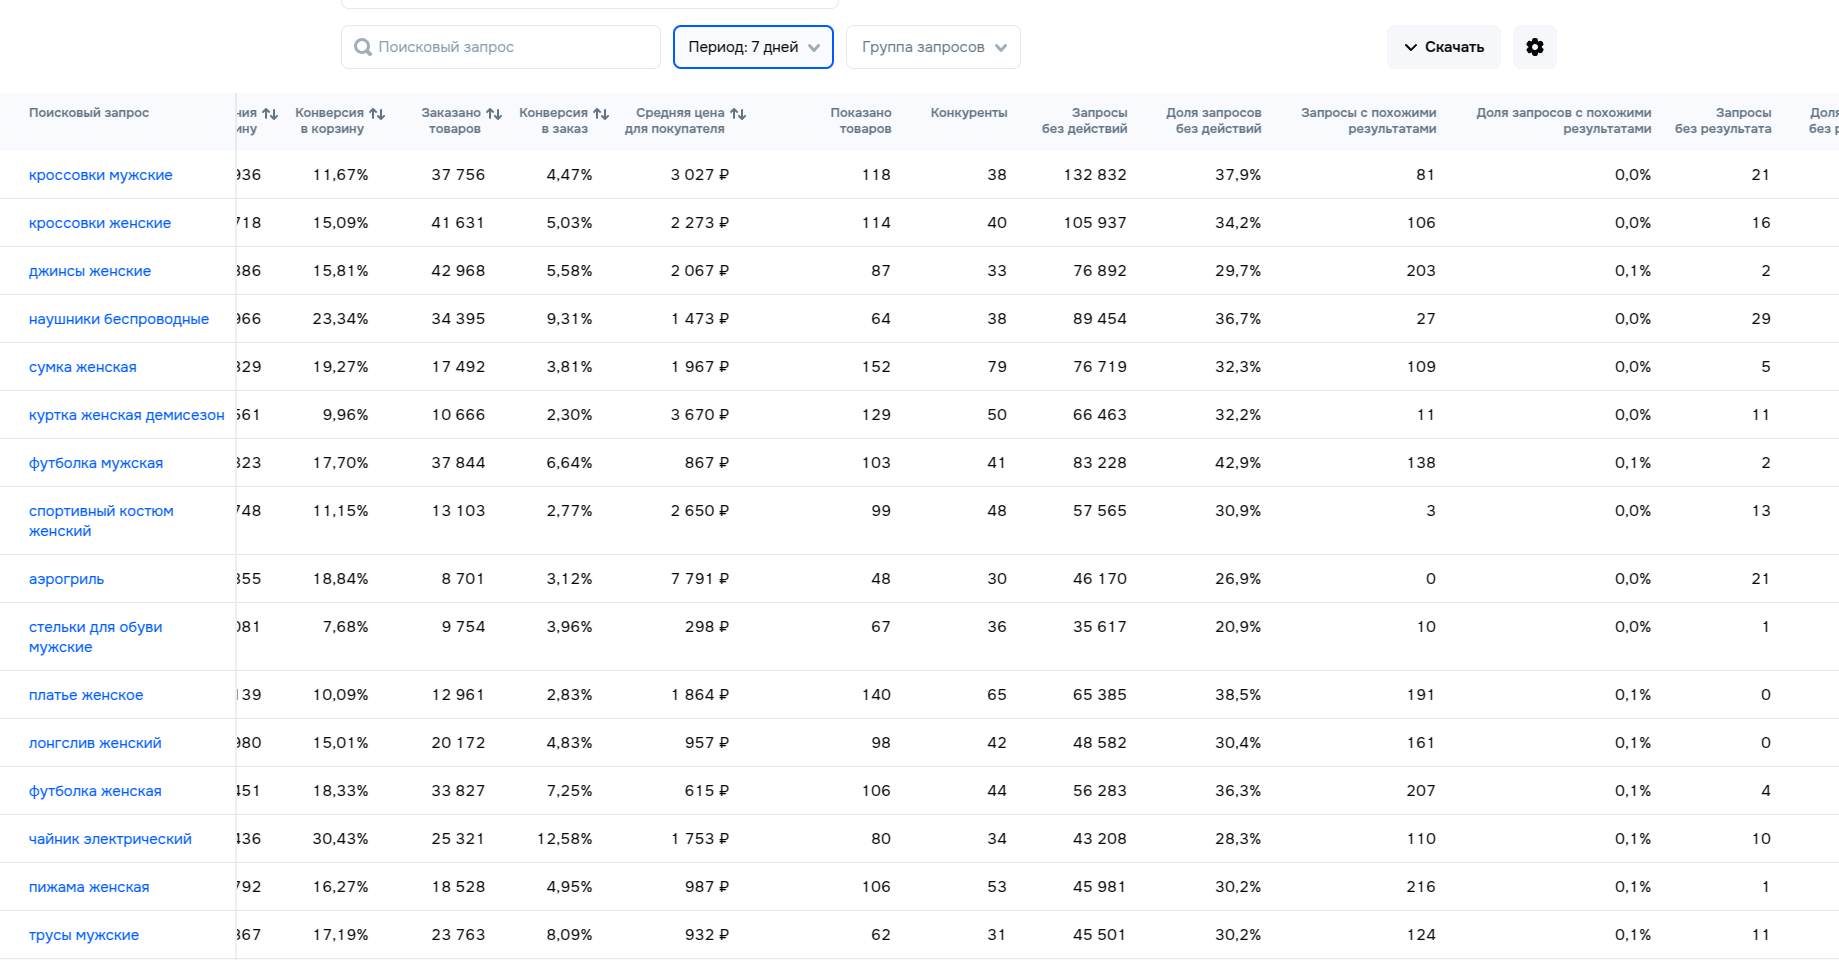 Поисковый запрос
Период: 7 дней
Группа запросов
Скачать
Поисковый запрос
Конверсия в корзину
Заказано товаров
Конверсия в заказ
Средняя цена для покупателя
Показано товаров
Конкуренты
Запросы без действий
Доля запросов без действий
Запросы с похожими результатами
Доля запросов с похожими результатами
Запросы без результата
кроссовки мужские 936 11,67% 37 756 4,47% 3 027 ₽ 118 38 132 832 37,9% 81 0,0% 21
кроссовки женские 718 15,09% 41 631 5,03% 2 273 ₽ 114 40 105 937 34,2% 106 0,0% 16
джинсы женские 386 15,81% 42 968 5,58% 2 067 ₽ 87 33 76 892 29,7% 203 0,1% 2
наушники беспроводные 966 23,34% 34 395 9,31% 1 473 ₽ 64 38 89 454 36,7% 27 0,0% 29
сумка женская 329 19,27% 17 492 3,81% 1 967 ₽ 152 79 76 719 32,3% 109 0,0% 5
куртка женская демисезон 561 9,96% 10 666 2,30% 3 670 ₽ 129 50 66 463 32,2% 11 0,0% 11
футболка мужская 323 17,70% 37 844 6,64% 867 ₽ 103 41 83 228 42,9% 138 0,1% 2
спортивный костюм 748 11,15% 13 103 2,77% 2 650 ₽ 99 48 57 565 30,9% 3 0,0% 13
женский
аэрогриль 355 18,84% 8 701 3,12% 7 791 ₽ 48 30 46 170 26,9% 0 0,0% 21
стельки для обуви 081 7,68% 9 754 3,96% 298 ₽ 67 36 35 617 20,9% 10 0,0% 1
мужские
платье женское 139 10,09% 12 961 2,83% 1 864 ₽ 140 65 65 385 38,5% 191 0,1% 0
лонгслив женский 980 15,01% 20 172 4,83% 957 ₽ 98 42 48 582 30,4% 161 0,1% 0
футболка женская 451 18,33% 33 827 7,25% 615 ₽ 106 44 56 283 36,3% 207 0,1% 4
чайник электрический 436 30,43% 25 321 12,58% 1 753 ₽ 80 34 43 208 28,3% 110 0,1% 10
пижама женская 792 16,27% 18 528 4,95% 987 ₽ 106 53 45 981 30,2% 216 0,1% 1
трусы мужские 367 17,19% 23 763 8,09% 932 ₽ 62 31 45 501 30,2% 124 0,1% 11